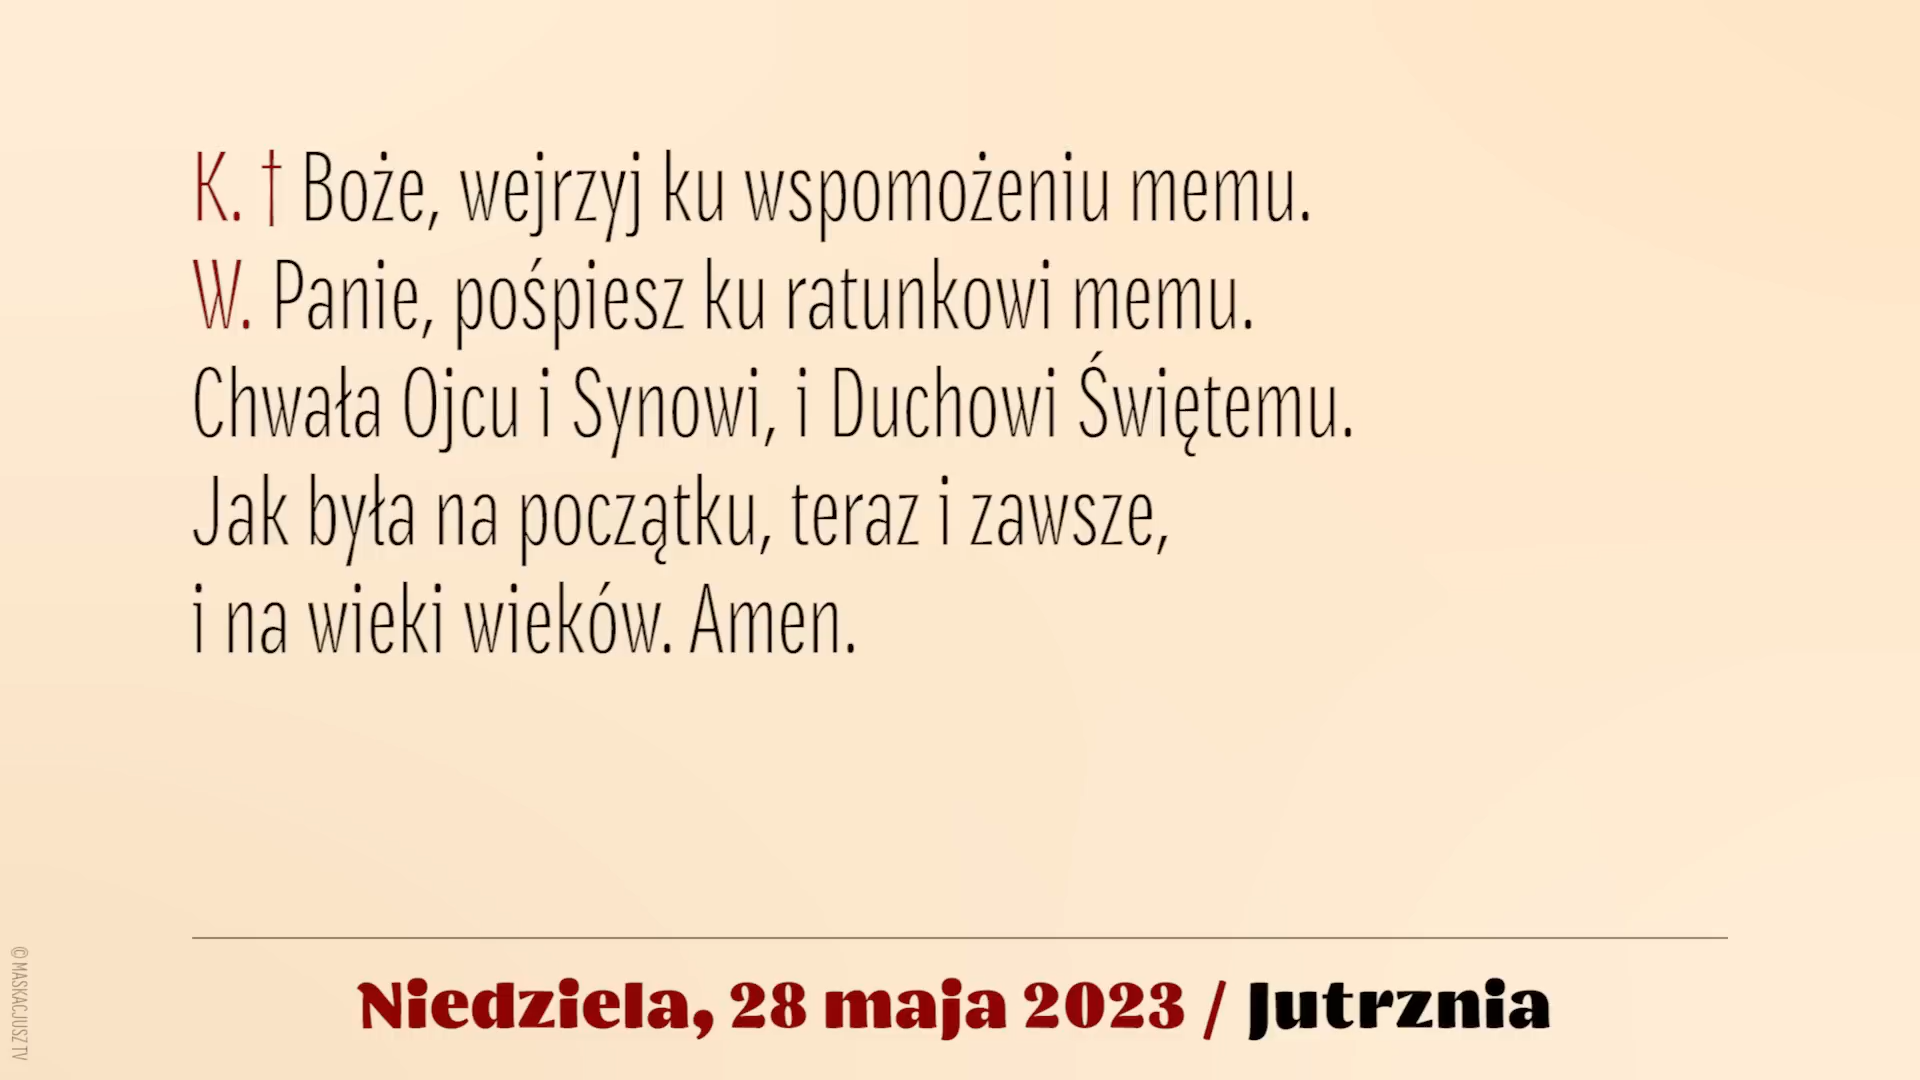 K. † Boże, wejrzyj ku wspomożeniu memu.
W. Panie, pośpiesz ku ratunkowi memu.
Chwała Ojcu i Synowi, i Duchowi Świętemu.
Jak była na początku, teraz i zawsze,
i na wieki wieków. Amen.
Niedziela, 28 maja 2023 / Jutrznia
© MASKACJUSZ TV